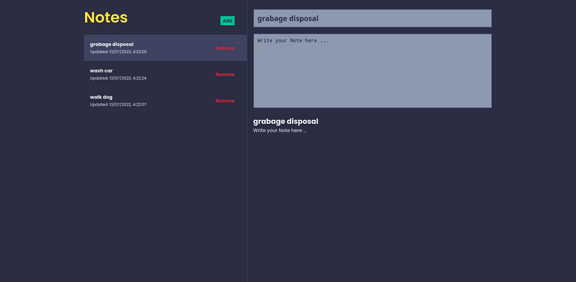 Notes
Add
grabage disposal
Remove
Updated: 13/07/2022, 4:23:00
wash car
Remove
Updated: 13/07/2022, 4:22:24
walk dog
Remove
Updated: 13/07/2022, 4:22:07
grabage disposal
Write your Note here ...
grabage disposal
Write your Note here ...